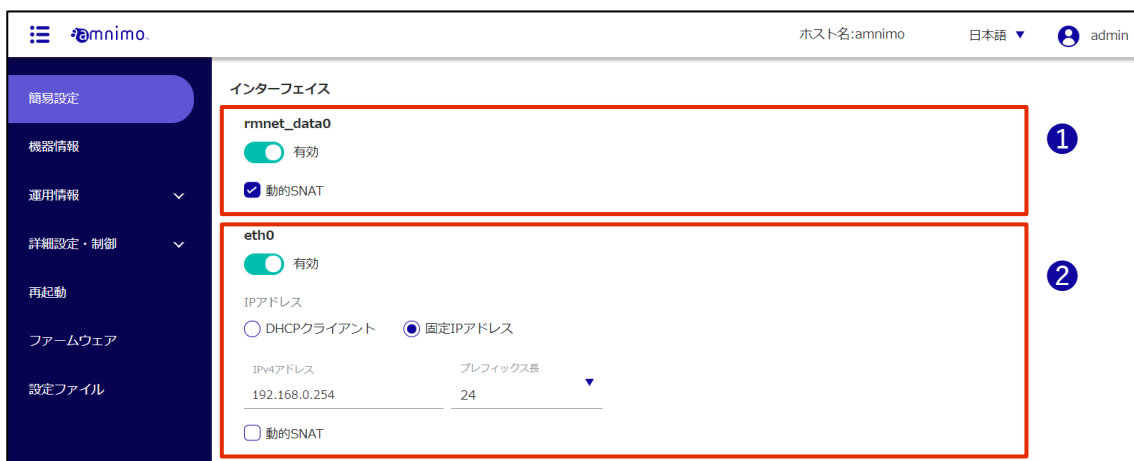 amnimo
ホスト名:amnimo
日本語
admin
簡易設定
機器情報
運用情報
詳細設定・制御
再起動
ファームウェア
設定ファイル
インターフェイス
rmnet_data0
有効
動的SNAT
1
eth0
有効
IPアドレス
DHCPクライアント 固定IPアドレス
IPv4アドレス プレフィックス長
192.168.0.254 24
動的SNAT
2